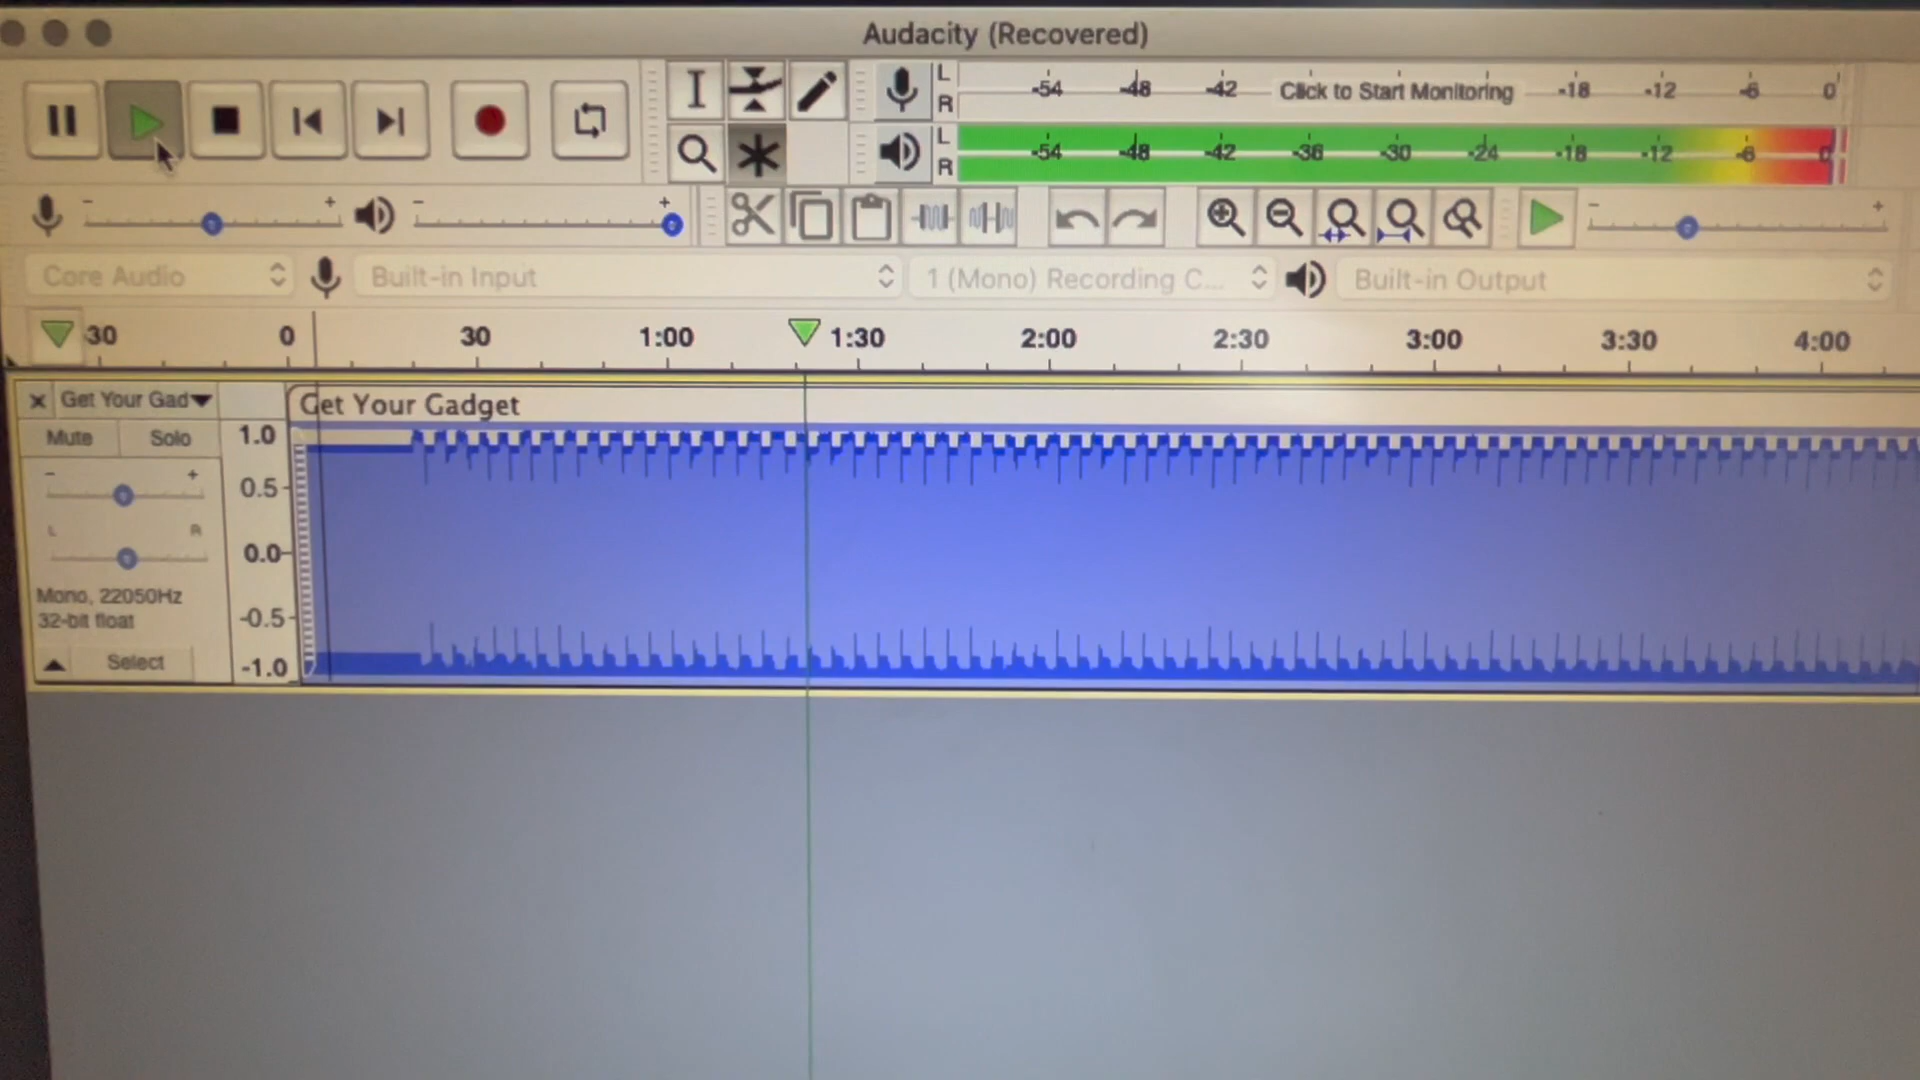 Audacity (Recovered)
L
R
-54 -48 -42 Click to Start Monitoring -18 -12 -6 0
L
R
-54 -48 -42 -36 -30 -24 -18 -12 -6 0
- + - + - +
Core Audio Built-in Input 1 (Mono) Recording C... Built-in Output
30 0 30 1:00 1:30 2:00 2:30 3:00 3:30 4:00
Get Your Gad Get Your Gadget
Mute Solo 1.0
- + 0.5
L R
0.0
Mono, 22050Hz
32-bit float -0.5
Select -1.0